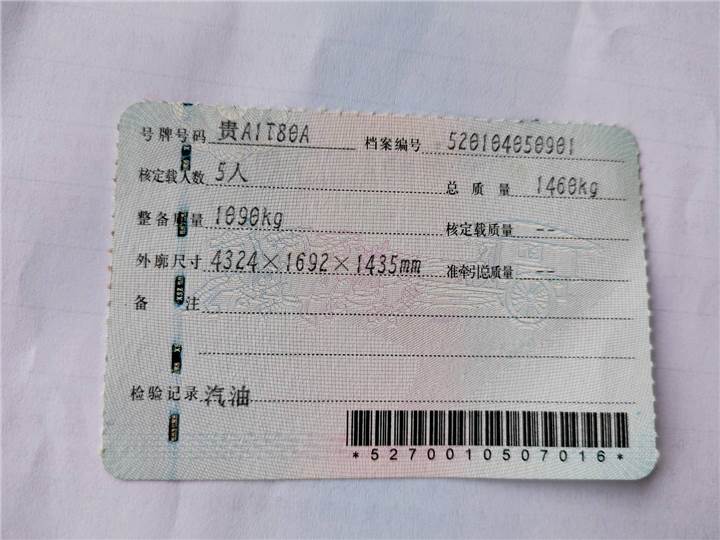 号牌号码 贵A1T80A 档案编号 520104050901
核定载人数 5人 总质量 1460kg
整备质量 1090kg 核定载质量 --
外廓尺寸 4324×1692×1435mm 准牵引总质量 --
备注
检验记录 汽油
*5270010507016*